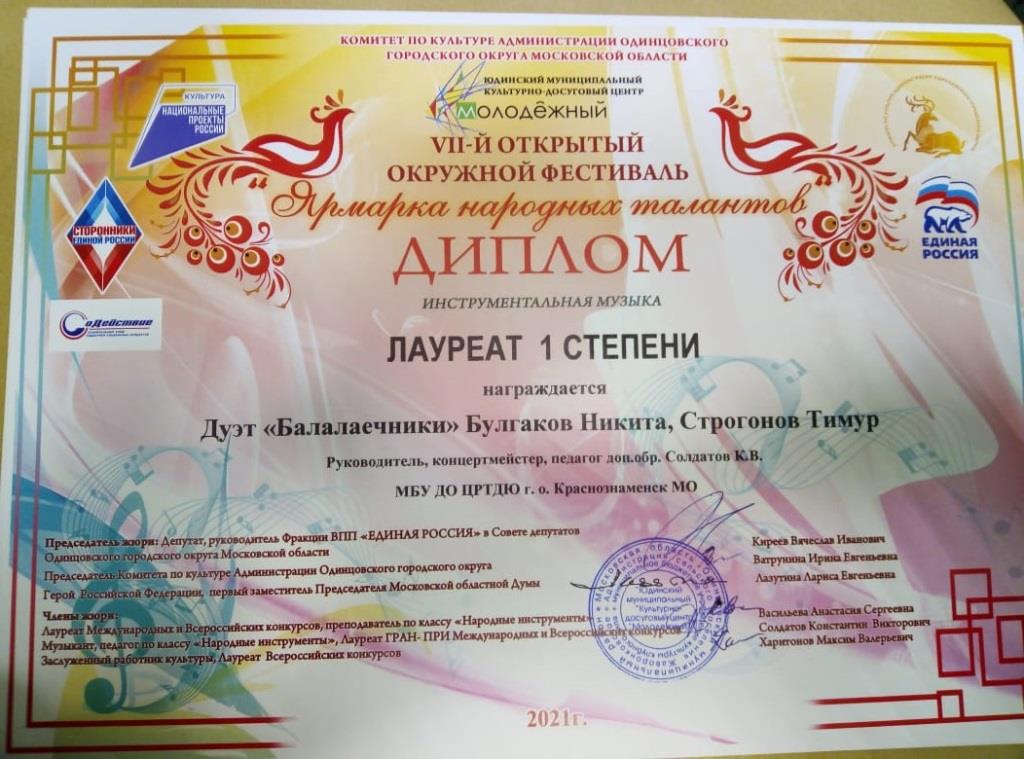 КОМИТЕТ ПО КУЛЬТУРЕ АДМИНИСТРАЦИИ ОДИНЦОВСКОГО
ГОРОДСКОГО ОКРУГА МОСКОВСКОЙ ОБЛАСТИ
ЮДИНСКИЙ МУНИЦИПАЛЬНЫЙ
КУЛЬТУРНО-ДОСУГОВЫЙ ЦЕНТР
МОЛОДЁЖНЫЙ
КУЛЬТУРА
НАЦИОНАЛЬНЫЕ
ПРОЕКТЫ
РОССИИ
VII-Й ОТКРЫТЫЙ
ОКРУЖНОЙ ФЕСТИВАЛЬ
"Ярмарка народных талантов"
ДИПЛОМ
СТОРОННИКИ
ЕДИНОЙ РОССИИ
ЕДИНАЯ
РОССИЯ
СоДействие
ИНСТРУМЕНТАЛЬНАЯ МУЗЫКА
ЛАУРЕАТ 1 СТЕПЕНИ
награждается
Дуэт «Балалаечники» Булгаков Никита, Строгонов Тимур
Руководитель, концертмейстер, педагог доп.обр. Солдатов К.В.
МБУ ДО ЦРТДЮ г. о. Краснознаменск МО
Председатель жюри: Депутат, руководитель Фракции ВПП «ЕДИНАЯ РОССИЯ» в Совете депутатов
Одинцовского городского округа Московской области
Киреев Вячеслав Иванович
Председатель Комитета по культуре Администрации Одинцовского городского округа
Ватрунина Ирина Евгеньевна
Герой Российской Федерации, первый заместитель Председателя Московской областной Думы
Лазутина Лариса Евгеньевна
Члены жюри:
Лауреат Международных и Всероссийских конкурсов, преподаватель по классу «Народные инструменты»
Васильева Анастасия Сергеевна
Музыкант, педагог по классу «Народные инструменты», Лауреат ГРАН- ПРИ Международных и Всероссийских конкурсов
Солдатов Константин Викторович
Заслуженный работник культуры, Лауреат Всероссийских конкурсов
Харитонов Максим Валерьевич
"Юдинский
муниципальный
"Культурно-
досуговый центр
"Молодёжный"
2021г.